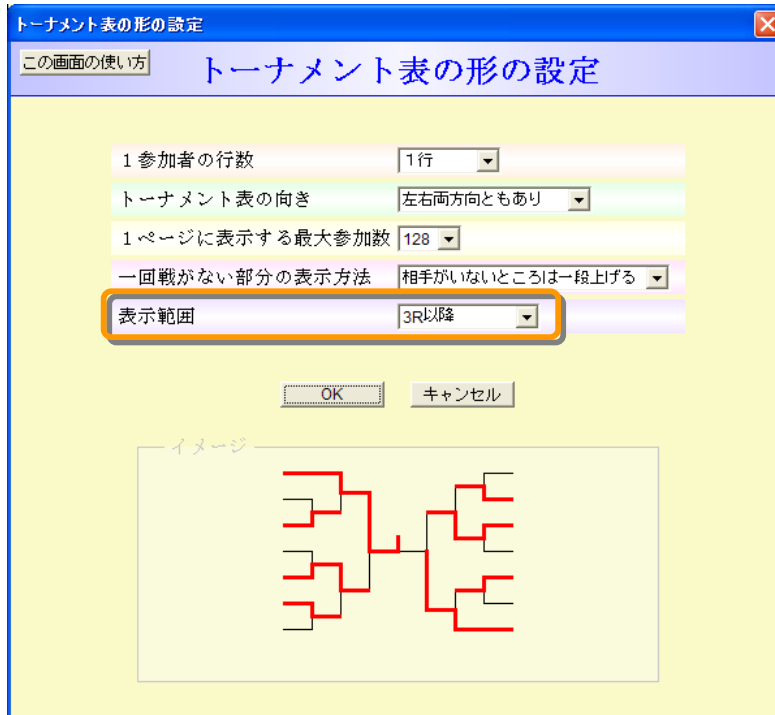 トーナメント表の形の設定
この画面の使い方
トーナメント表の形の設定
1参加者の行数 1行
トーナメント表の向き 左右両方向ともあり
1ページに表示する最大参加数 128
一回戦がない部分の表示方法 相手がいないところは一段上げる
表示範囲 3R以降
OK キャンセル
イメージ